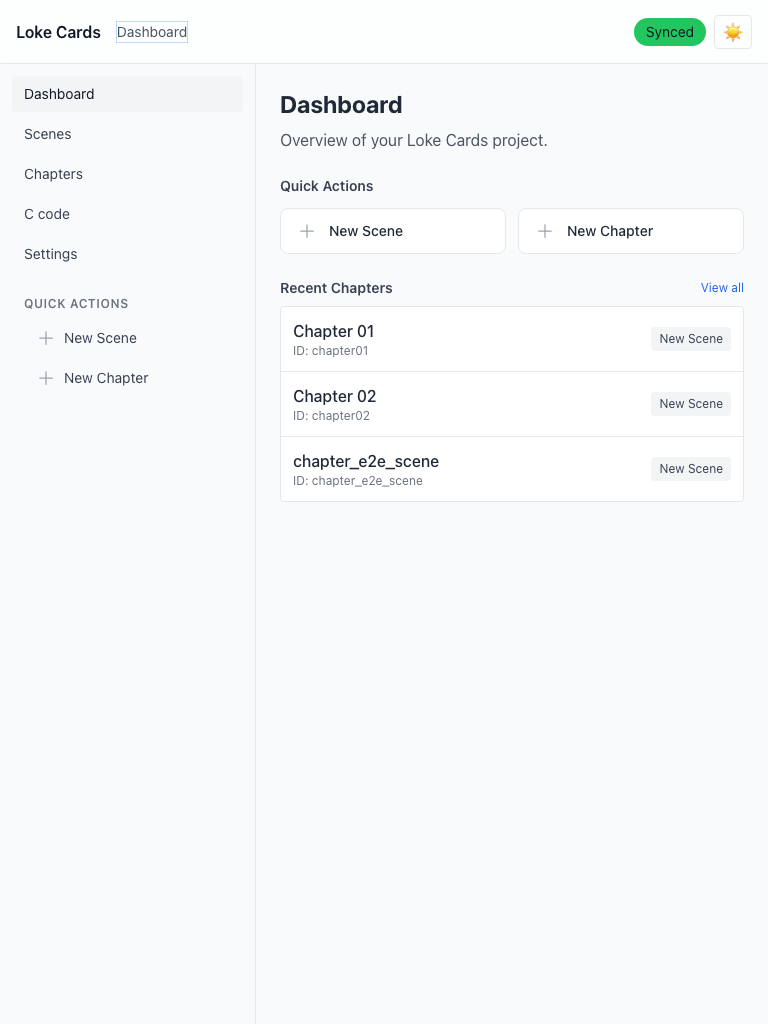 Loke Cards
Dashboard
Synced
Dashboard
Scenes
Chapters
C code
Settings
QUICK ACTIONS
New Scene
New Chapter
Dashboard
Overview of your Loke Cards project.
Quick Actions
New Scene
New Chapter
Recent Chapters
View all
Chapter 01
ID: chapter01
New Scene
Chapter 02
ID: chapter02
New Scene
chapter_e2e_scene
ID: chapter_e2e_scene
New Scene